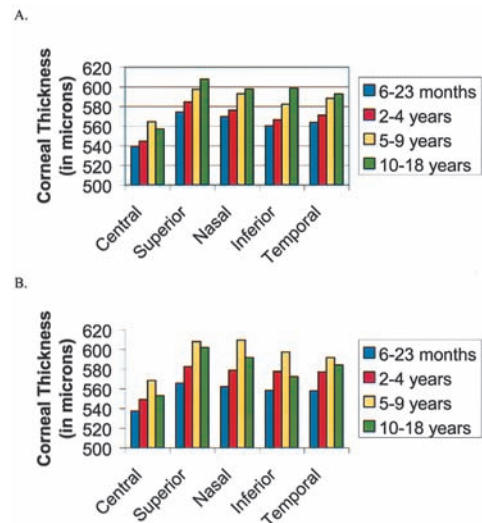 A.
Corneal Thickness
(in microns)
620
600
580
560
540
520
500
Central
Superior
Nasal
Inferior
Temporal
6-23 months
2-4 years
5-9 years
10-18 years
B.
Corneal Thickness
(in microns)
620
600
580
560
540
520
500
Central
Superior
Nasal
Inferior
Temporal
6-23 months
2-4 years
5-9 years
10-18 years